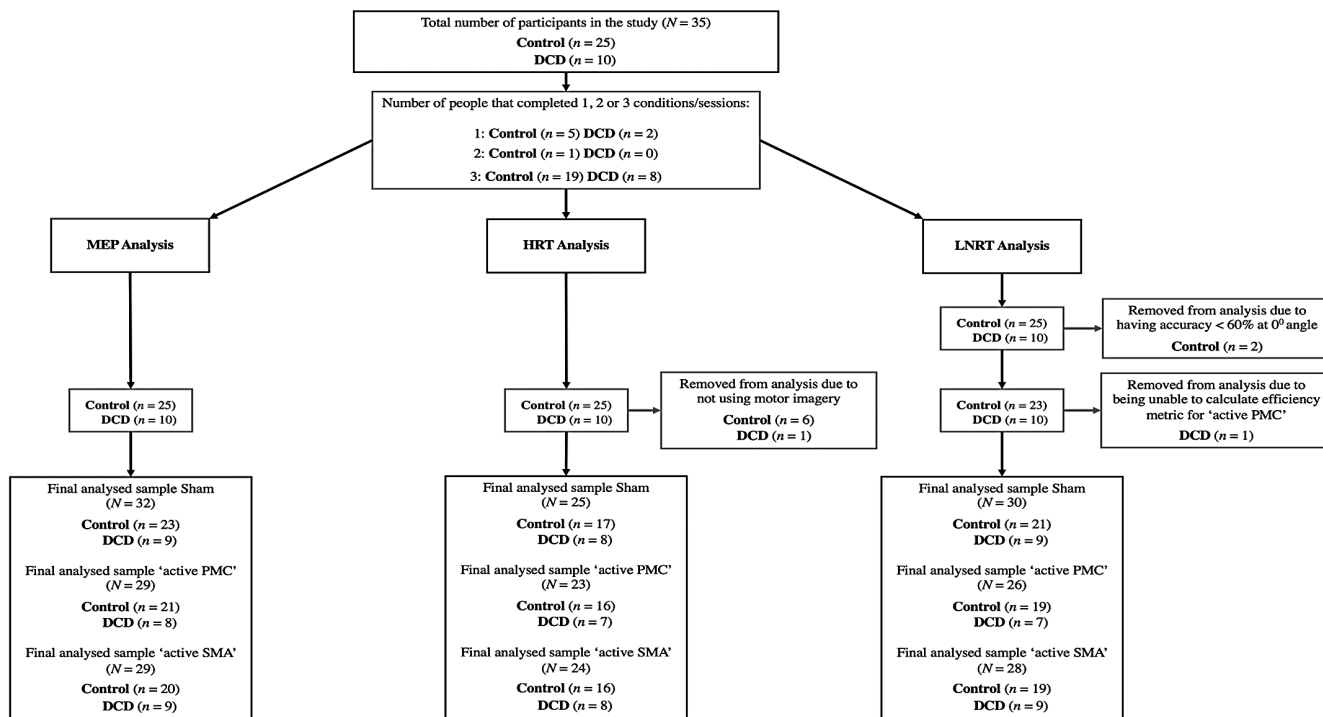 Total number of participants in the study (N = 35)
Control (n = 25)
DCD (n = 10)
Number of people that completed 1, 2 or 3 conditions/sessions:
1: Control (n = 5) DCD (n = 2)
2: Control (n = 1) DCD (n = 0)
3: Control (n = 19) DCD (n = 8)
MEP Analysis
Control (n = 25)
DCD (n = 10)
Final analysed sample Sham
(N = 32)
Control (n = 23)
DCD (n = 9)
Final analysed sample ‘active PMC’
(N = 29)
Control (n = 21)
DCD (n = 8)
Final analysed sample ‘active SMA’
(N = 29)
Control (n = 20)
DCD (n = 9)
HRT Analysis
Control (n = 25)
DCD (n = 10)
Removed from analysis due to
not using motor imagery
Control (n = 6)
DCD (n = 1)
Final analysed sample Sham
(N = 25)
Control (n = 17)
DCD (n = 8)
Final analysed sample ‘active PMC’
(N = 23)
Control (n = 16)
DCD (n = 7)
Final analysed sample ‘active SMA’
(N = 24)
Control (n = 16)
DCD (n = 8)
LNRT Analysis
Control (n = 25)
DCD (n = 10)
Removed from analysis due to
having accuracy < 60% at 0⁰ angle
Control (n = 2)
Control (n = 23)
DCD (n = 10)
Removed from analysis due to
being unable to calculate efficiency
metric for ‘active PMC’
DCD (n = 1)
Final analysed sample Sham
(N = 30)
Control (n = 21)
DCD (n = 9)
Final analysed sample ‘active PMC’
(N = 26)
Control (n = 19)
DCD (n = 7)
Final analysed sample ‘active SMA’
(N = 28)
Control (n = 19)
DCD (n = 9)